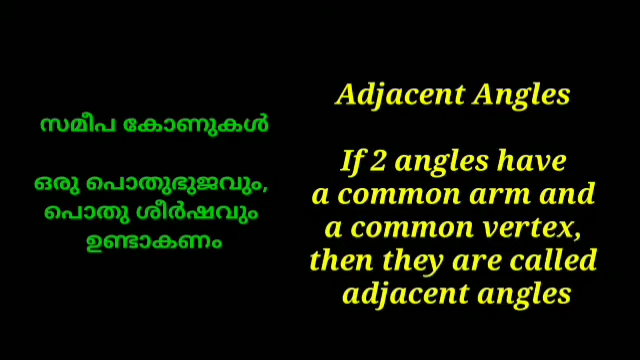 സമീപ കോണുകൾ
ഒരു പൊതുഭുജവും,
പൊതു ശീർഷവും
ഉണ്ടാകണം
Adjacent Angles
If 2 angles have
a common arm and
a common vertex,
then they are called
adjacent angles